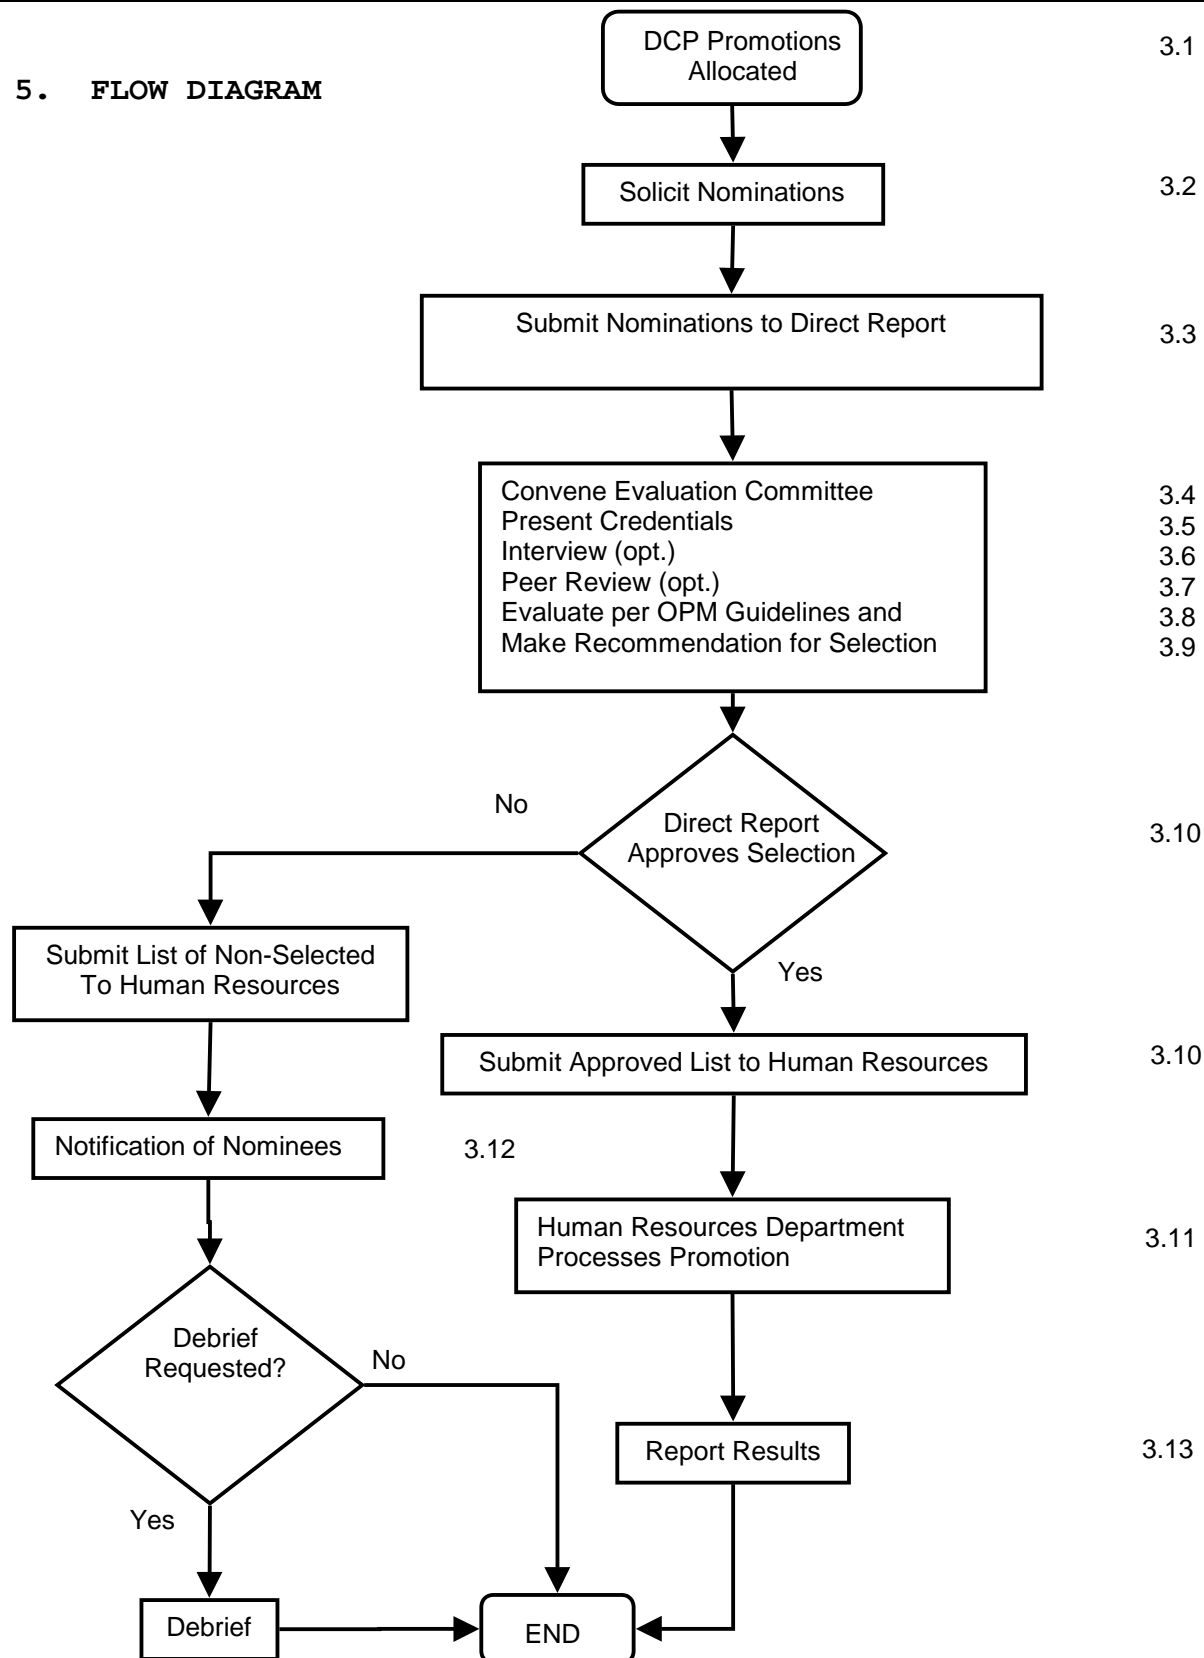 DCP Promotions
Allocated
3.1
5. FLOW DIAGRAM
Solicit Nominations
3.2
Submit Nominations to Direct Report
3.3
Convene Evaluation Committee
3.4
Present Credentials
3.5
Interview (opt.)
3.6
Peer Review (opt.)
3.7
Evaluate per OPM Guidelines and
3.8
Make Recommendation for Selection
3.9
No
Direct Report
Approves Selection
3.10
Submit List of Non-Selected
To Human Resources
Yes
Submit Approved List to Human Resources
3.10
Notification of Nominees
3.12
Human Resources Department
Processes Promotion
3.11
Debrief
Requested?
No
Report Results
3.13
Yes
Debrief
END